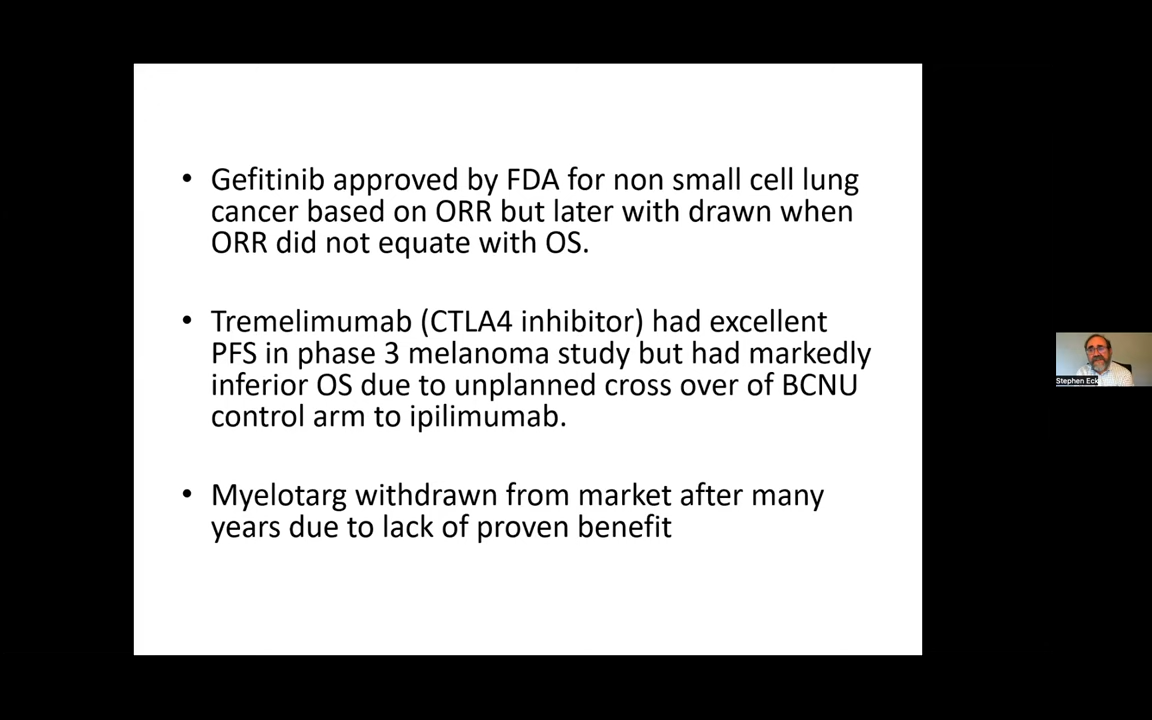 • Gefitinib approved by FDA for non small cell lung
cancer based on ORR but later with drawn when
ORR did not equate with OS.
• Tremelimumab (CTLA4 inhibitor) had excellent
PFS in phase 3 melanoma study but had markedly
inferior OS due to unplanned cross over of BCNU
control arm to ipilimumab.
• Myelotarg withdrawn from market after many
years due to lack of proven benefit
Stephen Eck